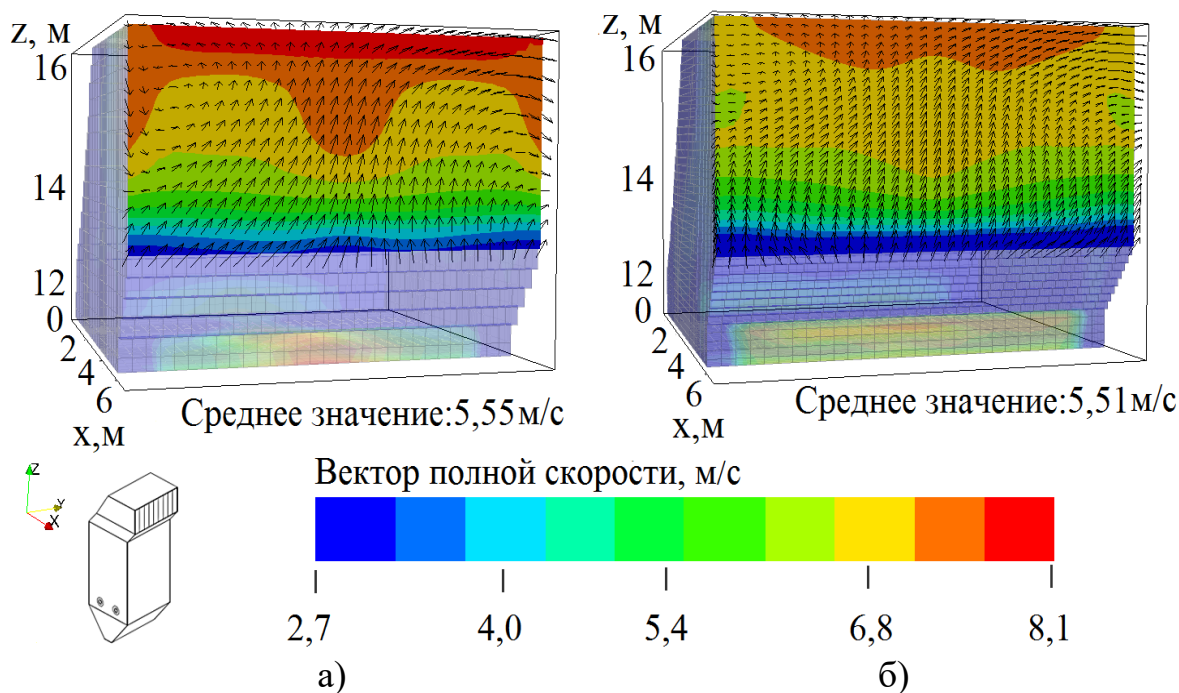 z, м
16
14
12
0
2
4
6
x,м
Среднее значение:5,55 м/с
z, м
16
14
12
0
2
4
6
x,м
Среднее значение:5,51м/с
Z
Y
X
Вектор полной скорости, м/с
2,7 4,0 5,4 6,8 8,1
а) б)